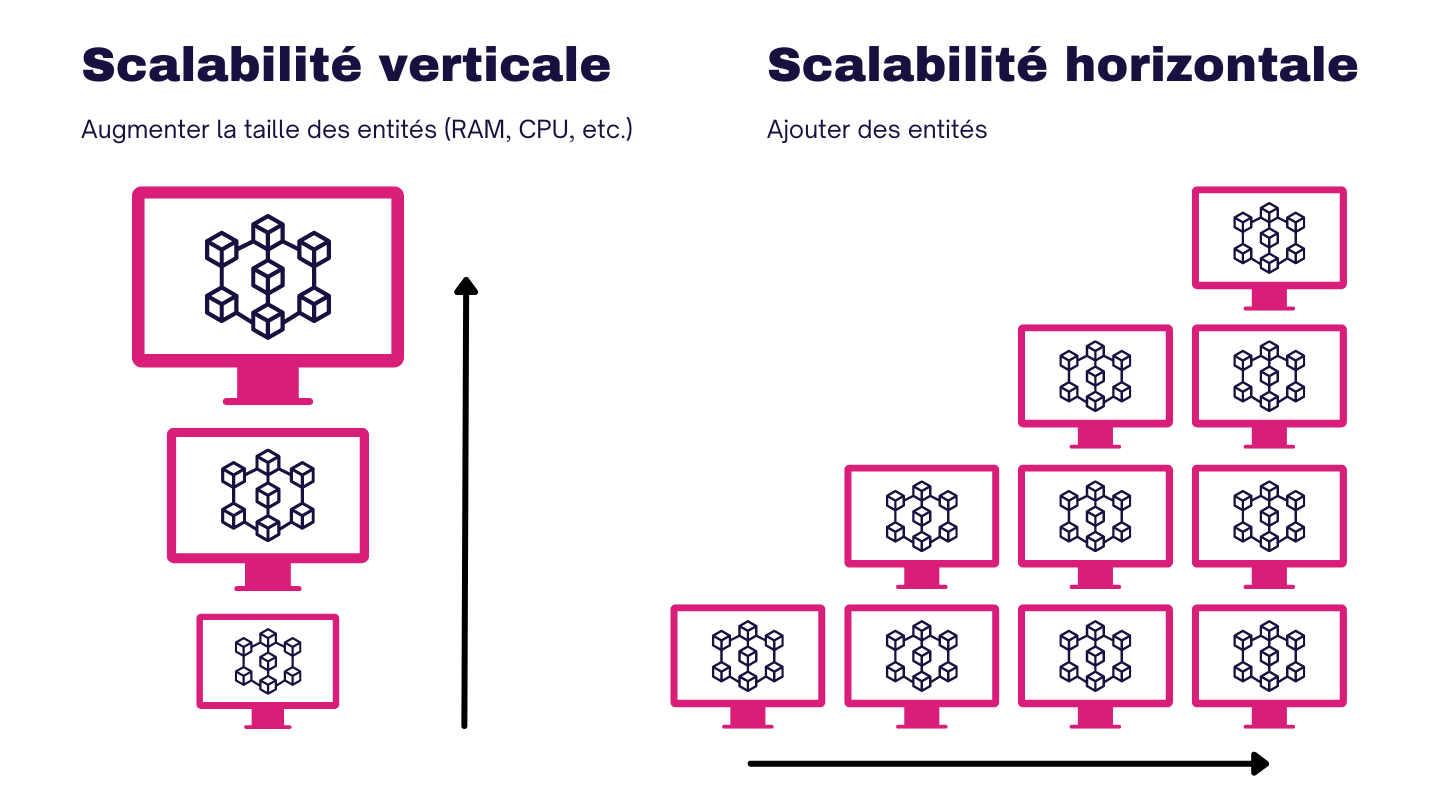 Scalabilité verticale
Augmenter la taille des entités (RAM, CPU, etc.)
Scalabilité horizontale
Ajouter des entités